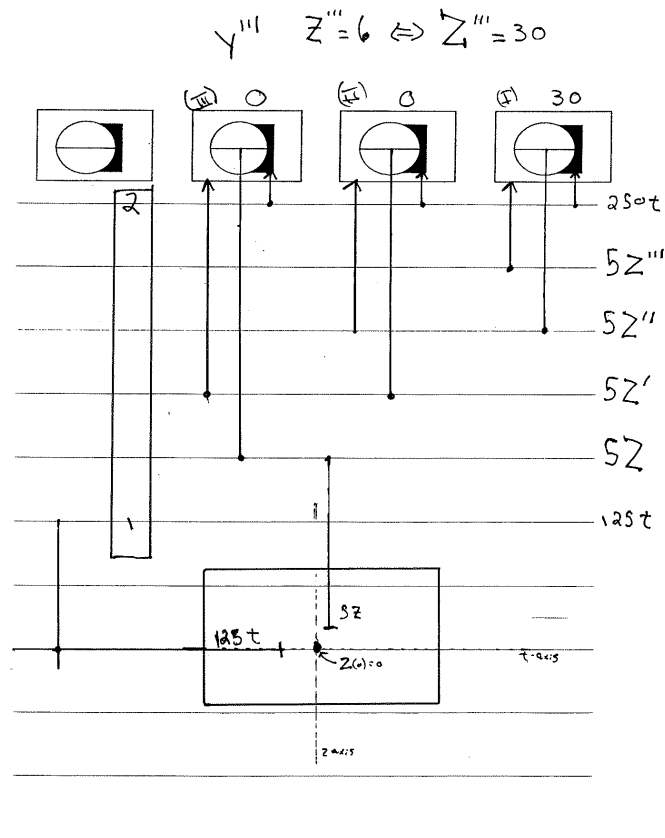 y''' Z'''=6 ⇔ Z'''=30
(III) 0 (II) 0 (I) 30
2 250t
5Z'''
5Z''
5Z'
5Z
1 125t
1
5Z
125t
Z(0)=0 t-axis
z axis